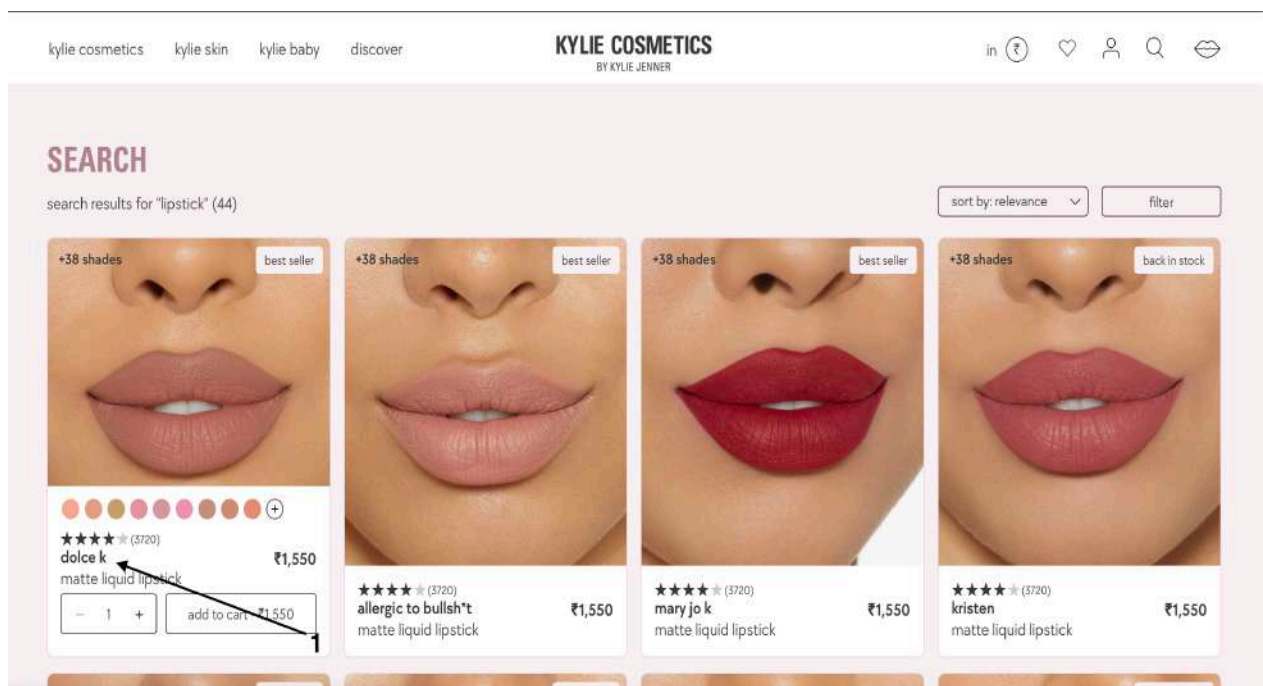 kylie cosmetics kylie skin kylie baby discover
KYLIE COSMETICS
BY KYLIE JENNER
in ₹
SEARCH
search results for "lipstick" (44)
sort by: relevance
filter
+38 shades
best seller
+38 shades
best seller
+38 shades
best seller
+38 shades
back in stock
+
★★★★★ (3720)
dolce k ₹1,550
matte liquid lipstick
− 1 +
add to cart ₹1,550
1
★★★★★ (3720)
allergic to bullsh*t ₹1,550
matte liquid lipstick
★★★★★ (3720)
mary jo k ₹1,550
matte liquid lipstick
★★★★★ (3720)
kristen ₹1,550
matte liquid lipstick